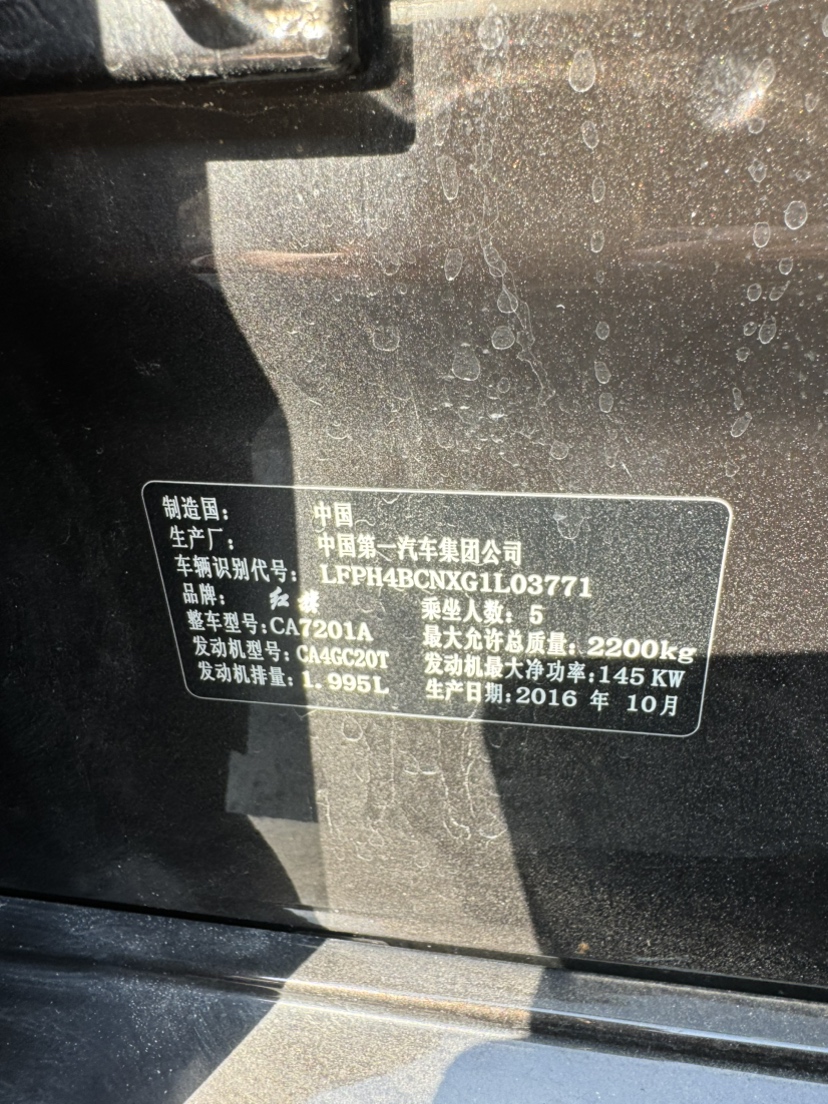 制造国： 中国
生产厂： 中国第一汽车集团公司
车辆识别代号： LFPH4BCNXG1L03771
品牌： 红旗 乘坐人数：5
整车型号：CA7201A 最大允许总质量：2200kg
发动机型号：CA4GC20T 发动机最大净功率：145 KW
发动机排量：1.995L 生产日期：2016 年 10月